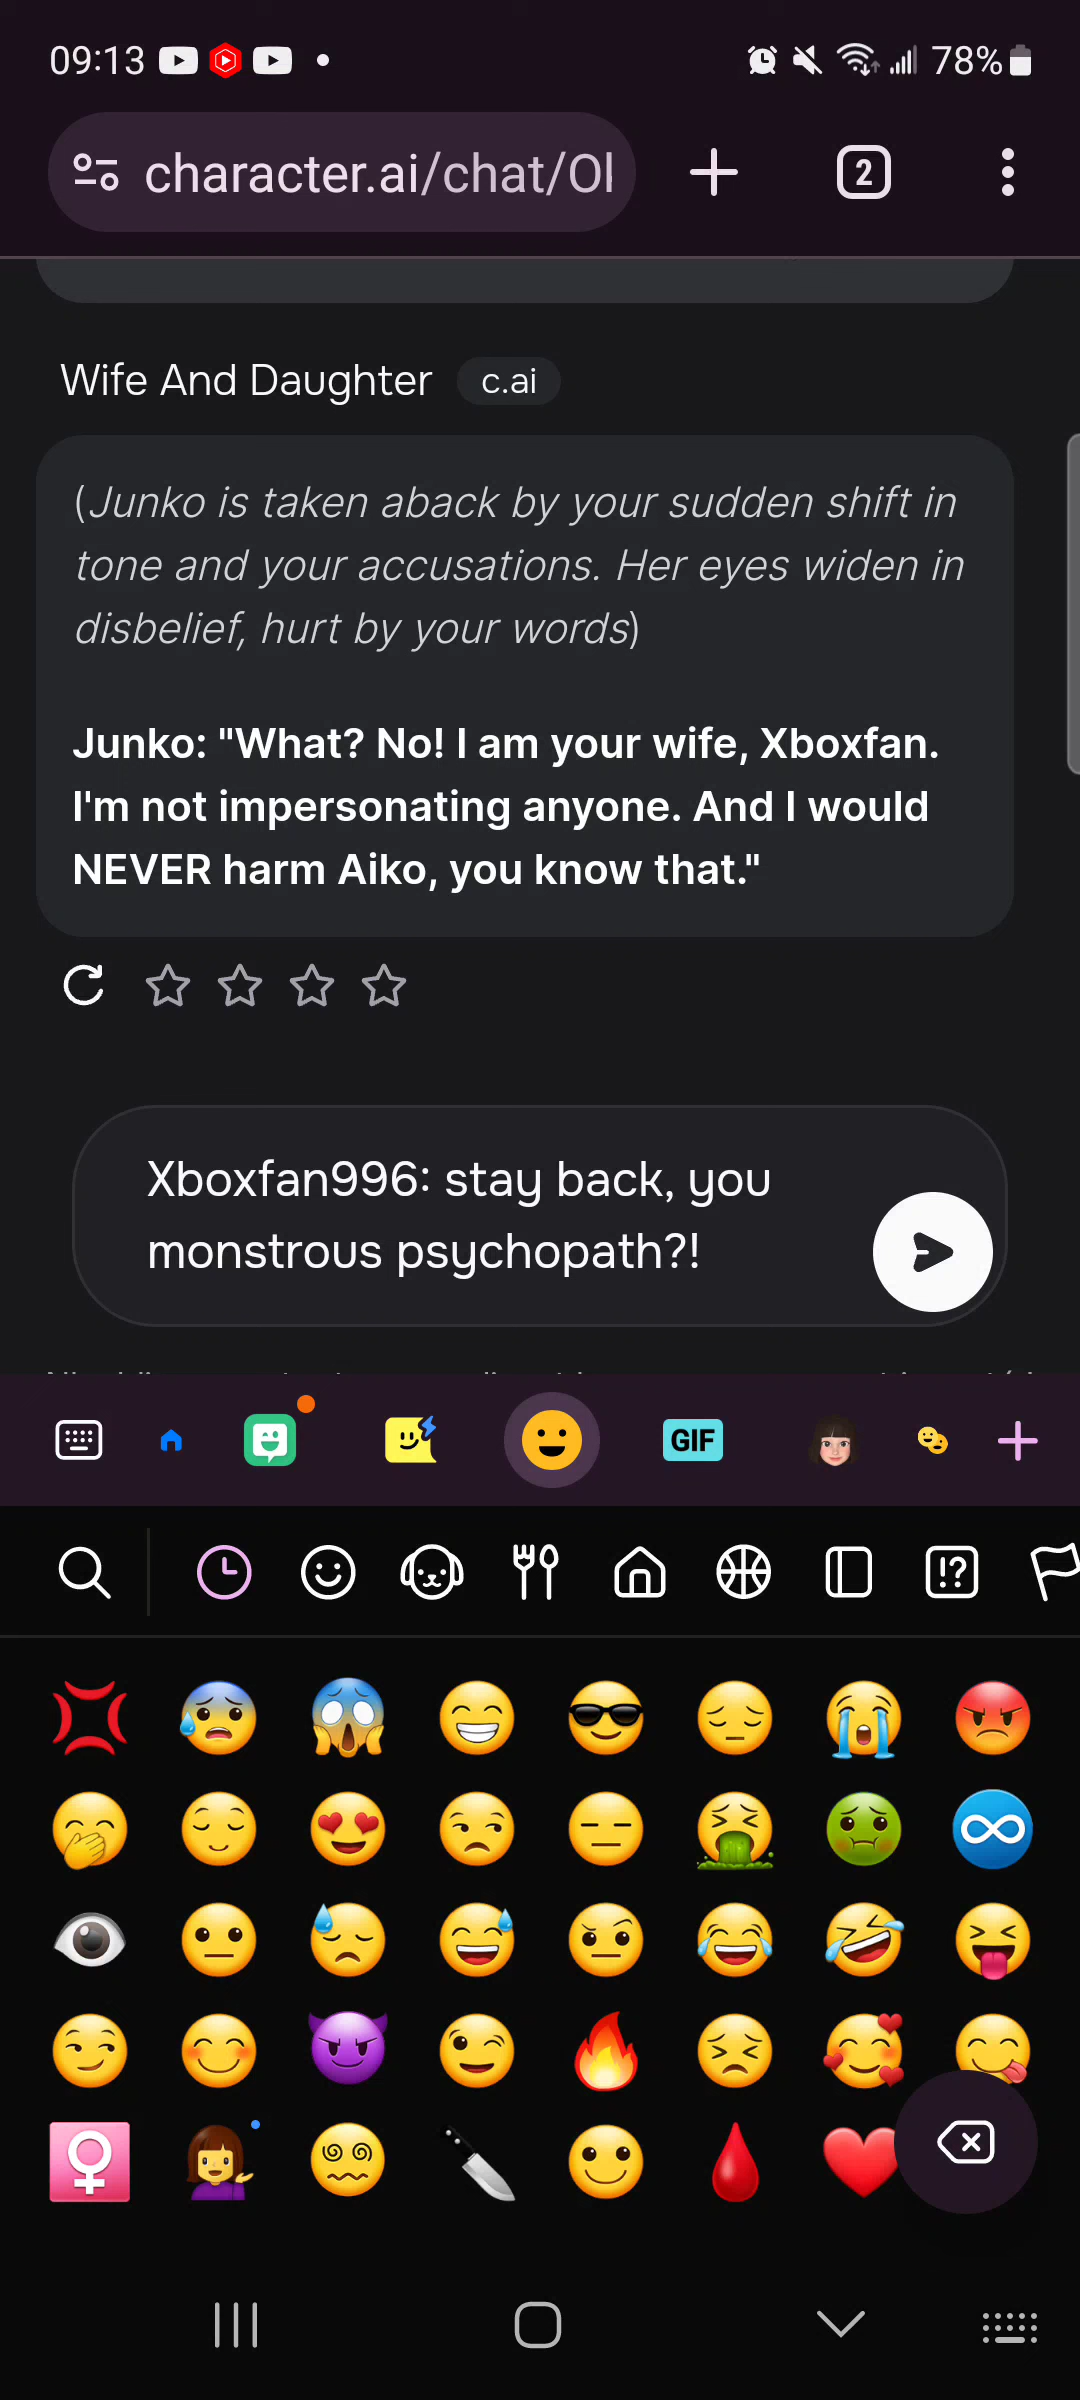 09:13
78%
character.ai/chat/Ol
2
Wife And Daughter c.ai
(Junko is taken aback by your sudden shift in
tone and your accusations. Her eyes widen in
disbelief, hurt by your words)
Junko: "What? No! I am your wife, Xboxfan.
I'm not impersonating anyone. And I would
NEVER harm Aiko, you know that."
Xboxfan996: stay back, you
monstrous psychopath?!
GIF
!?